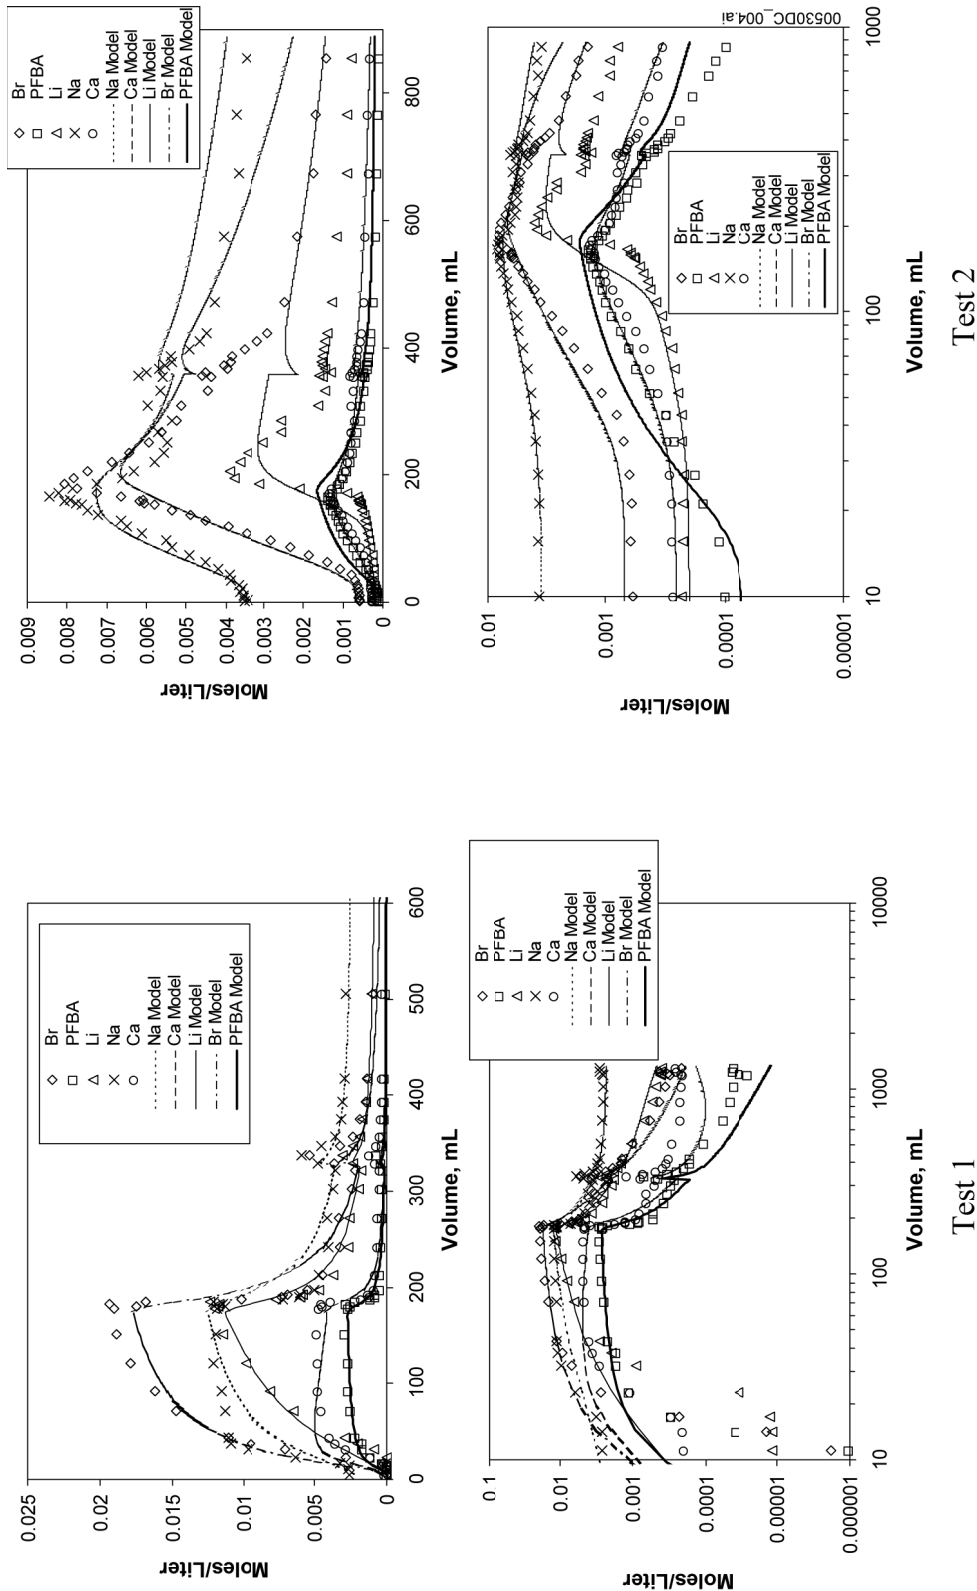 0.025
0.02
0.015
0.01
0.005
0
Moles/Liter
0
100
200
300
400
500
600
Volume, mL
Br
PFBA
Li
Na
Ca
Na Model
Ca Model
Li Model
Br Model
PFBA Model
0.009
0.008
0.007
0.006
0.005
0.004
0.003
0.002
0.001
0
Moles/Liter
0
200
400
600
800
Volume, mL
Br
PFBA
Li
Na
Ca
Na Model
Ca Model
Li Model
Br Model
PFBA Model
0.1
0.01
0.001
0.0001
0.00001
0.000001
Moles/Liter
10
100
1000
10000
Volume, mL
Br
PFBA
Li
Na
Ca
Na Model
Ca Model
Li Model
Br Model
PFBA Model
Test 1
0.01
0.001
0.0001
0.00001
Moles/Liter
10
100
1000
Volume, mL
Br
PFBA
Li
Na
Ca
Na Model
Ca Model
Li Model
Br Model
PFBA Model
00530DC_004.ai
Test 2